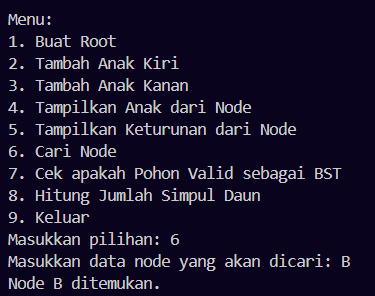 Menu:
1. Buat Root
2. Tambah Anak Kiri
3. Tambah Anak Kanan
4. Tampilkan Anak dari Node
5. Tampilkan Keturunan dari Node
6. Cari Node
7. Cek apakah Pohon Valid sebagai BST
8. Hitung Jumlah Simpul Daun
9. Keluar
Masukkan pilihan: 6
Masukkan data node yang akan dicari: B
Node B ditemukan.